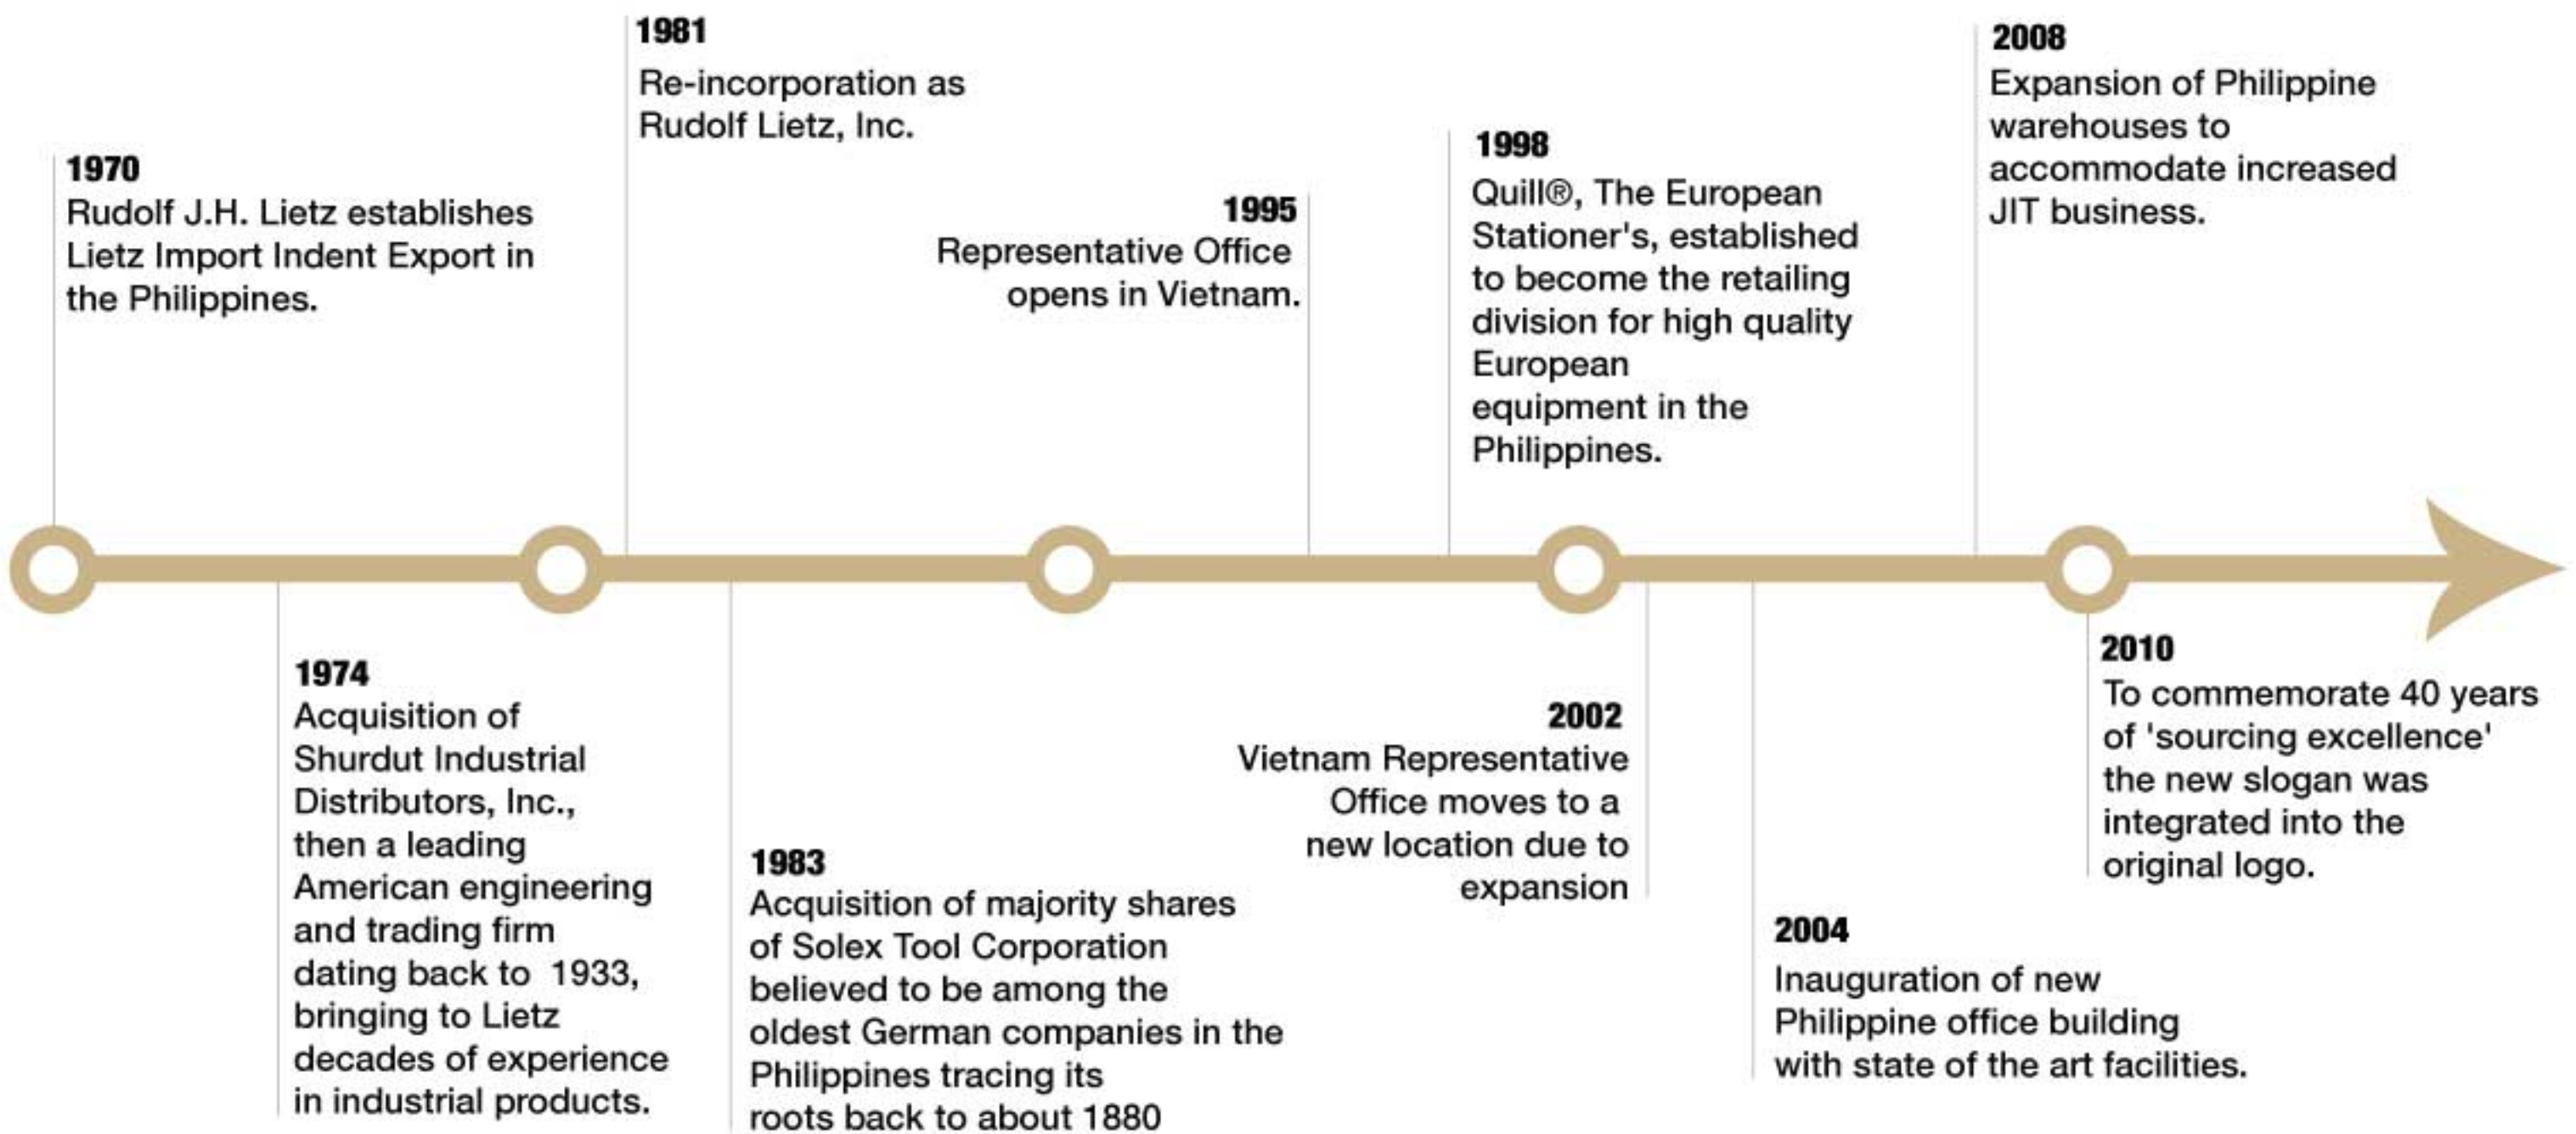 1970
Rudolf J.H. Lietz establishes
Lietz Import Indent Export in
the Philippines.
1974
Acquisition of
Shurdut Industrial
Distributors, Inc.,
then a leading
American engineering
and trading firm
dating back to 1933,
bringing to Lietz
decades of experience
in industrial products.
1981
Re-incorporation as
Rudolf Lietz, Inc.
1983
Acquisition of majority shares
of Solex Tool Corporation
believed to be among the
oldest German companies in the
Philippines tracing its
roots back to about 1880
1995
Representative Office
opens in Vietnam.
1998
Quill®, The European
Stationer's, established
to become the retailing
division for high quality
European
equipment in the
Philippines.
2002
Vietnam Representative
Office moves to a
new location due to
expansion
2004
Inauguration of new
Philippine office building
with state of the art facilities.
2008
Expansion of Philippine
warehouses to
accommodate increased
JIT business.
2010
To commemorate 40 years
of 'sourcing excellence'
the new slogan was
integrated into the
original logo.